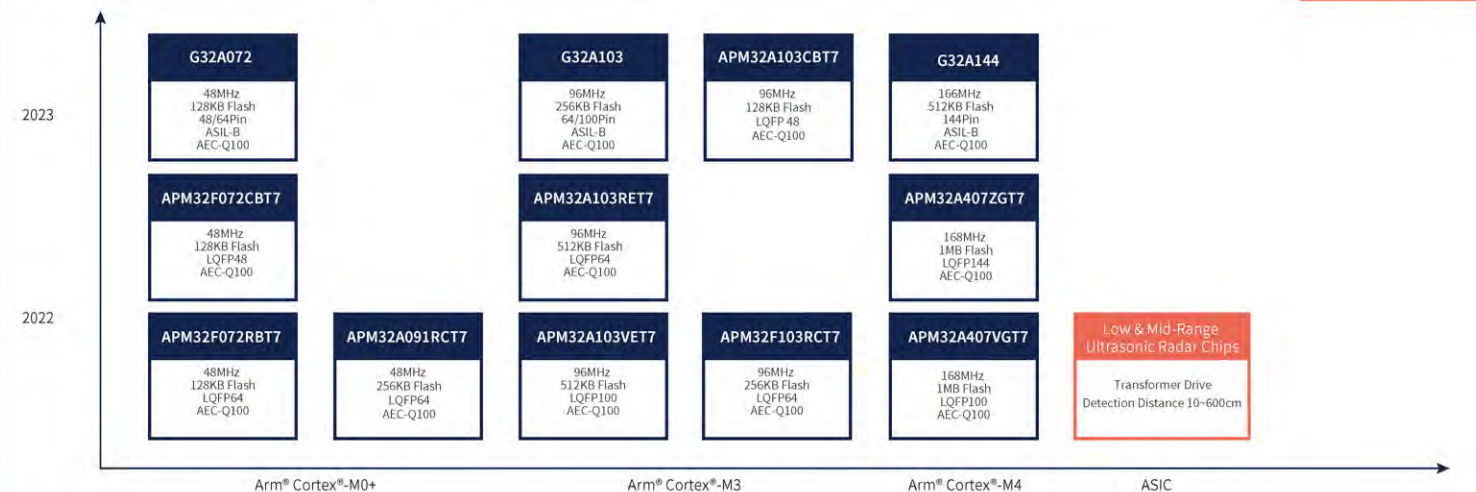 2023
G32A072
48MHz
128KB Flash
48/64Pin
ASIL-B
AEC-Q100
G32A103
96MHz
256KB Flash
64/100Pin
ASIL-B
AEC-Q100
APM32A103CBT7
96MHz
128KB Flash
LQFP 48
AEC-Q100
G32A144
166MHz
512KB Flash
144Pin
ASIL-B
AEC-Q100
APM32F072CBT7
48MHz
128KB Flash
LQFP48
AEC-Q100
APM32A103RET7
96MHz
512KB Flash
LQFP64
AEC-Q100
APM32A407ZGT7
168MHz
1MB Flash
LQFP144
AEC-Q100
2022
APM32F072RBT7
48MHz
128KB Flash
LQFP64
AEC-Q100
APM32A091RCT7
48MHz
256KB Flash
LQFP64
AEC-Q100
APM32A103VET7
96MHz
512KB Flash
LQFP100
AEC-Q100
APM32F103RCT7
96MHz
256KB Flash
LQFP64
AEC-Q100
APM32A407VGT7
168MHz
1MB Flash
LQFP100
AEC-Q100
Low & Mid-Range
Ultrasonic Radar Chips
Transformer Drive
Detection Distance 10~600cm
Arm® Cortex®-M0+
Arm® Cortex®-M3
Arm® Cortex®-M4
ASIC